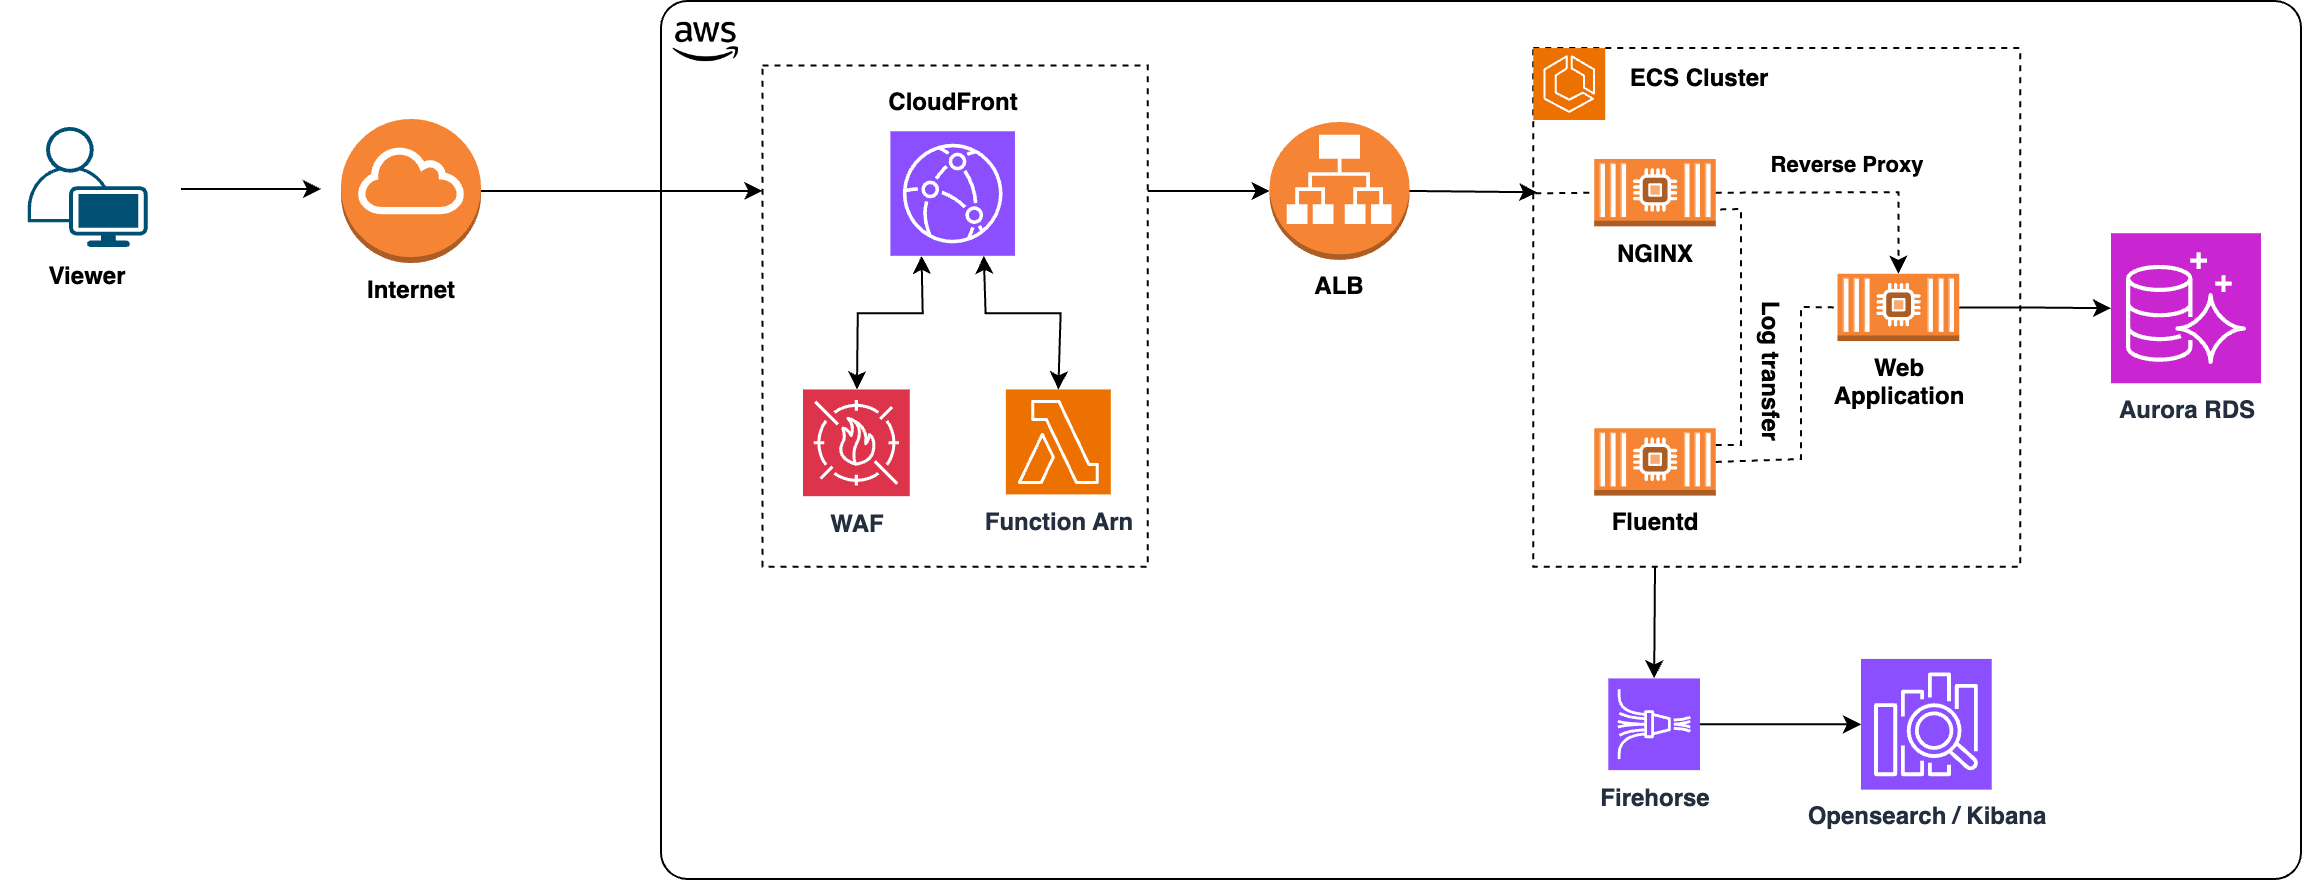 aws
CloudFront
ECS Cluster
Reverse Proxy
Viewer
Internet
ALB
NGINX
Log transfer
Web
Application
Aurora RDS
WAF
Function Arn
Fluentd
Firehorse
Opensearch / Kibana